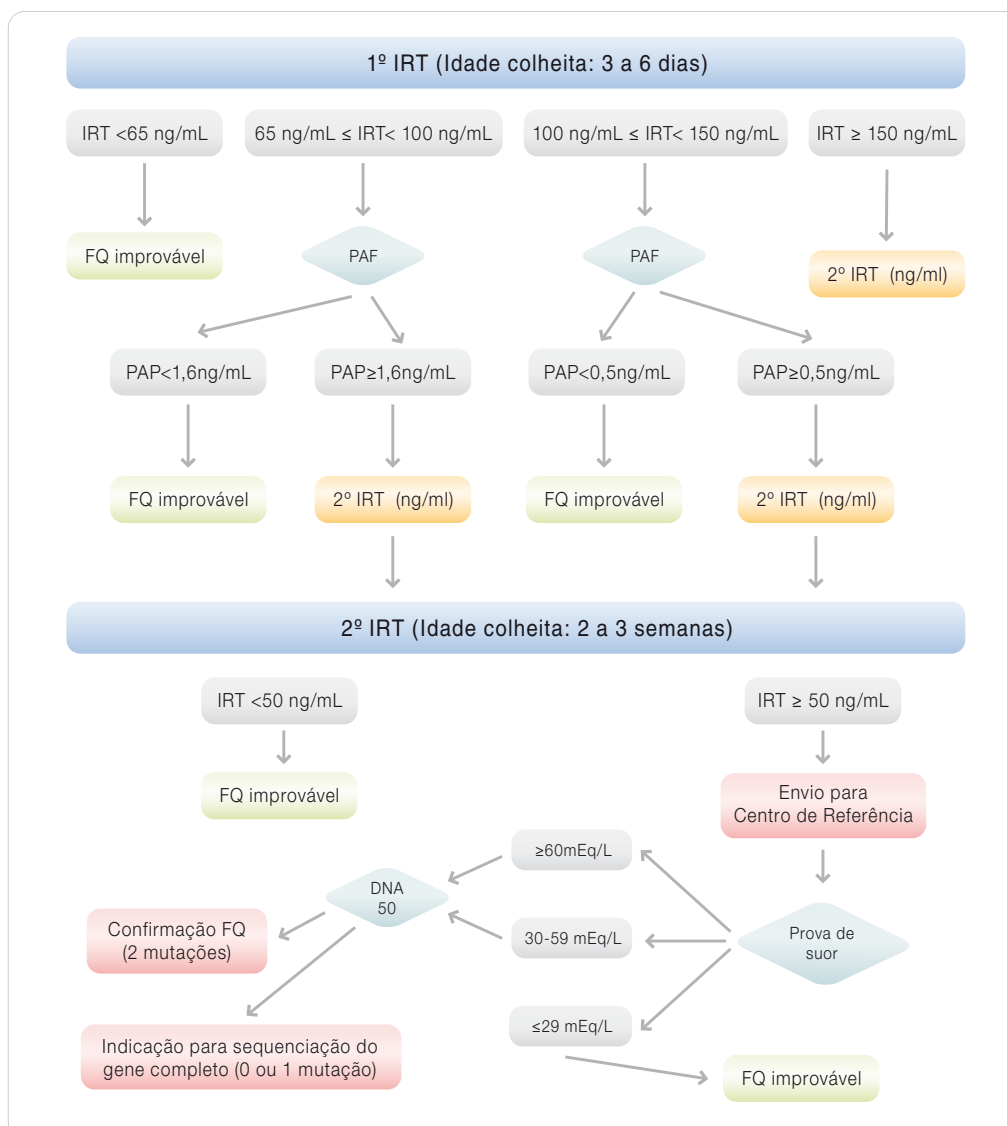 1º IRT (Idade colheita: 3 a 6 dias)
IRT <65 ng/mL
65 ng/mL ≤ IRT< 100 ng/mL
100 ng/mL ≤ IRT< 150 ng/mL
IRT ≥ 150 ng/mL
FQ improvável
PAF
PAF
2º IRT (ng/ml)
PAP<1,6ng/mL
PAP≥1,6ng/mL
PAP<0,5ng/mL
PAP≥0,5ng/mL
FQ improvável
2º IRT (ng/ml)
FQ improvável
2º IRT (ng/ml)
2º IRT (Idade colheita: 2 a 3 semanas)
IRT <50 ng/mL
IRT ≥ 50 ng/mL
FQ improvável
Envio para
Centro de Referência
≥60mEq/L
DNA
50
Confirmação FQ
(2 mutações)
30-59 mEq/L
Prova de
suor
≤29 mEq/L
Indicação para sequenciação do
gene completo (0 ou 1 mutação)
FQ improvável